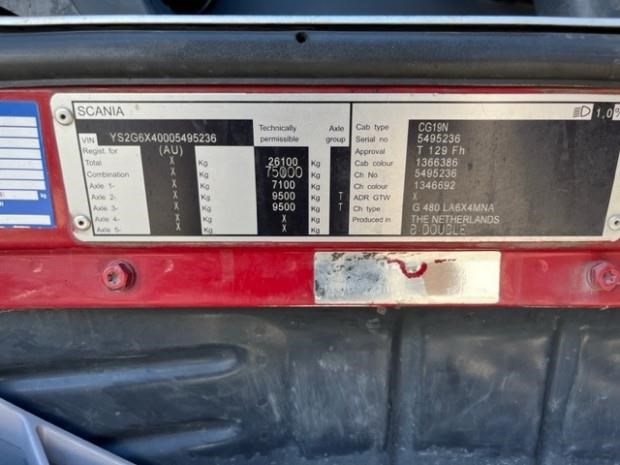 SCANIA 1,0%
VIN YS2G6X40005495236 Technically permissible Axle group Cab type CG19N
Serial no 5495236
Regist. for (AU) Approval T 129 Fh
Total X Kg 26100 Kg Cab colour 1366386
Combination X Kg 75000 Kg Ch No 5495236
Axle 1- X Kg 7100 Kg Ch colour 1346692
Axle 2- X Kg 9500 Kg T ADR GTW X
Axle 3- X Kg 9500 Kg T Ch type G 480 LA6X4MNA
Axle 4- X Kg X Kg Produced in THE NETHERLANDS
Axle 5- X Kg X Kg B DOUBLE